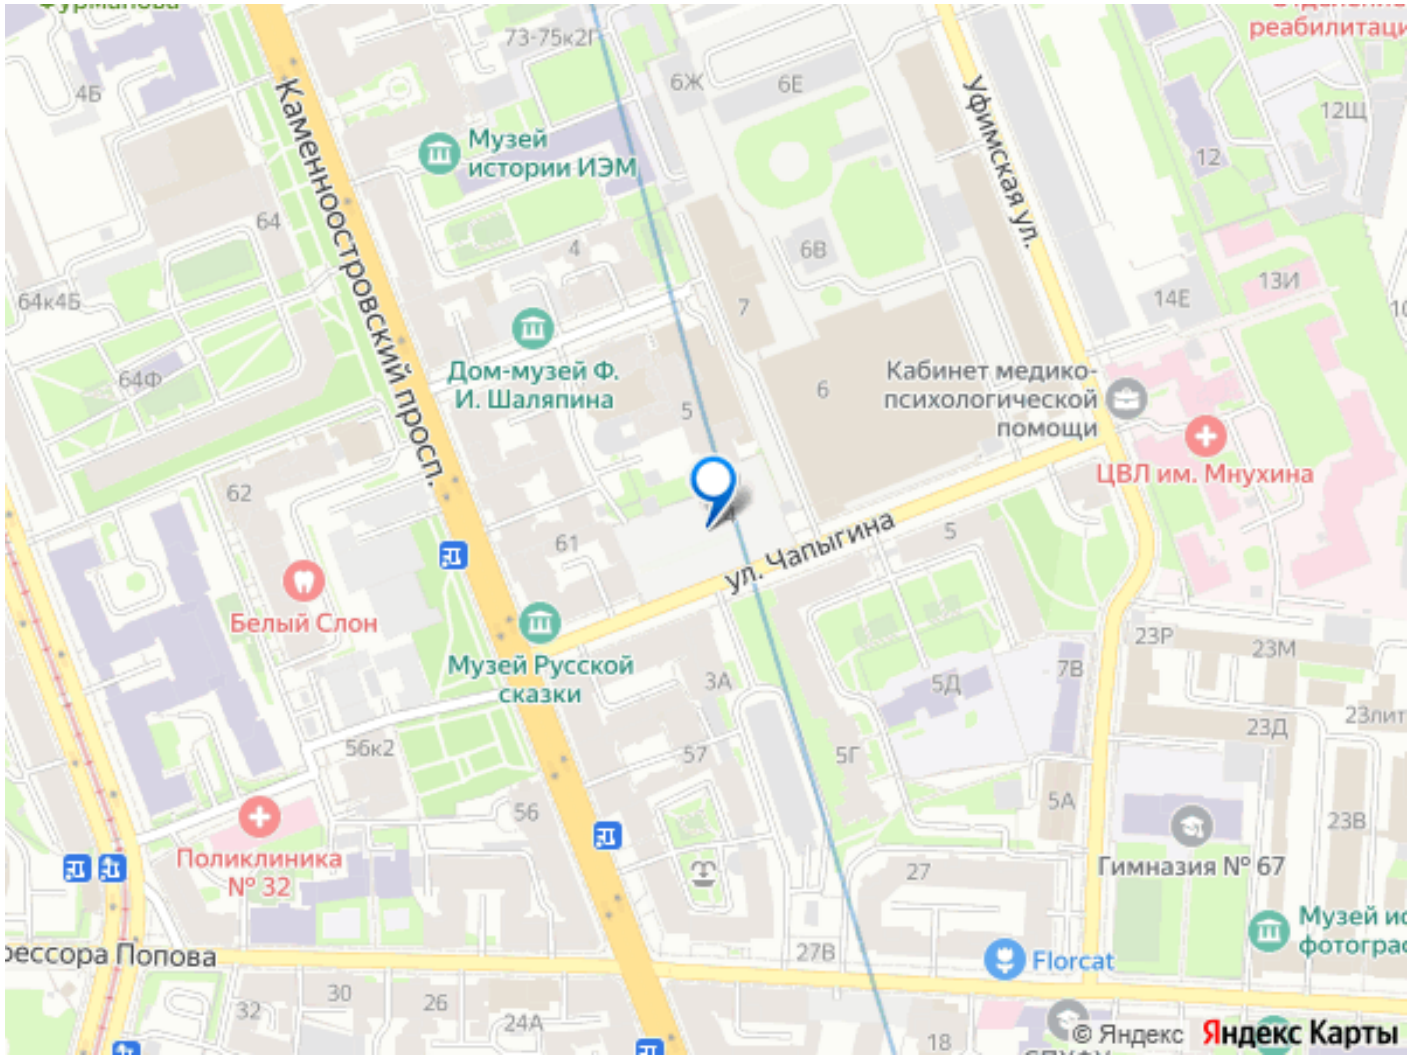 Фурманова
73-75к2Г
Отделение
реабилитаци
6Ж
6Е
4Б
12Щ
Каменноостровский просп.
Уфимская ул.
Музей
истории ИЭМ
12
64
4
6В
13И
14Е
64к4Б
7
10
Дом-музей Ф.
И. Шаляпина
64Ф
Кабинет медико-
психологической
помощи
6
5
ЦВЛ им. Мнухина
62
61
5
ул. Чапыгина
Белый Слон
Музей Русской
сказки
23Р
23М
3А
5Д
7В
23лит
23Д
56к2
57
5Г
56
5А
23В
Поликлиника
№ 32
27
Гимназия № 67
Музей ис
фотограф
рессора Попова
27В
Florcat
30
32
26
24А
18
© Яндекс
Яндекс Карты